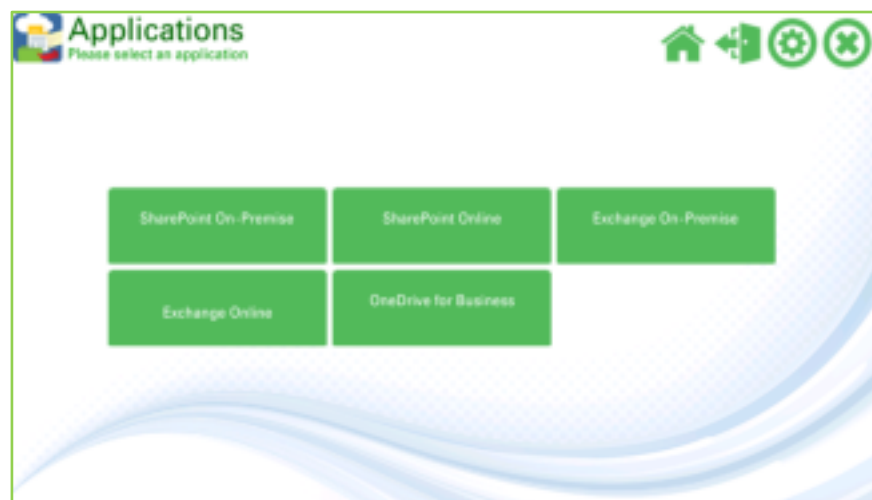 Applications
Please select an application
SharePoint On-Premise
SharePoint Online
Exchange On-Premise
Exchange Online
OneDrive for Business